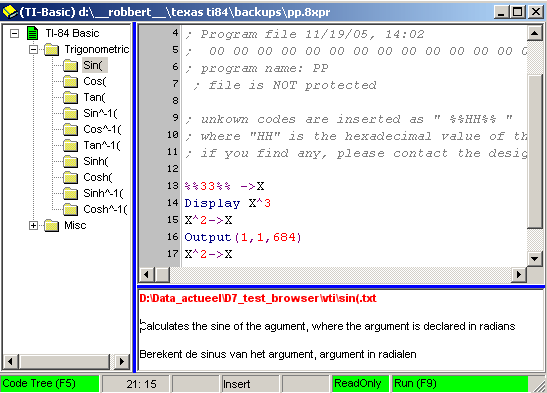 (TI-Basic) d:\__robbert__\texas ti84\backups\pp.8xpr
TI-84 Basic
Trigonometric
Sin(
Cos(
Tan(
Sin^-1(
Cos^-1(
Tan^-1(
Sinh(
Cosh(
Sinh^-1(
Cosh^-1(
Misc
4 ; Program file 11/19/05, 14:02
5 ; 00 00 00 00 00 00 00 00 00 00 00 00 0
6 ; program name: PP
7 ; file is NOT protected
8
9 ; unkown codes are inserted as " %%HH%% "
10 ; where "HH" is the hexadecimal value of th
11 ; if you find any, please contact the desig
12
13 %%33%% ->X
14 Display X^3
15 X^2->X
16 Output(1,1,684)
17 X^2->X
D:\Data_actueel\D7_test_browser\vti\sin(.txt
Calculates the sine of the agument, where the argument is declared in radians
Berekent de sinus van het argument, argument in radialen
Code Tree (F5) 21: 15 Insert ReadOnly Run (F9)